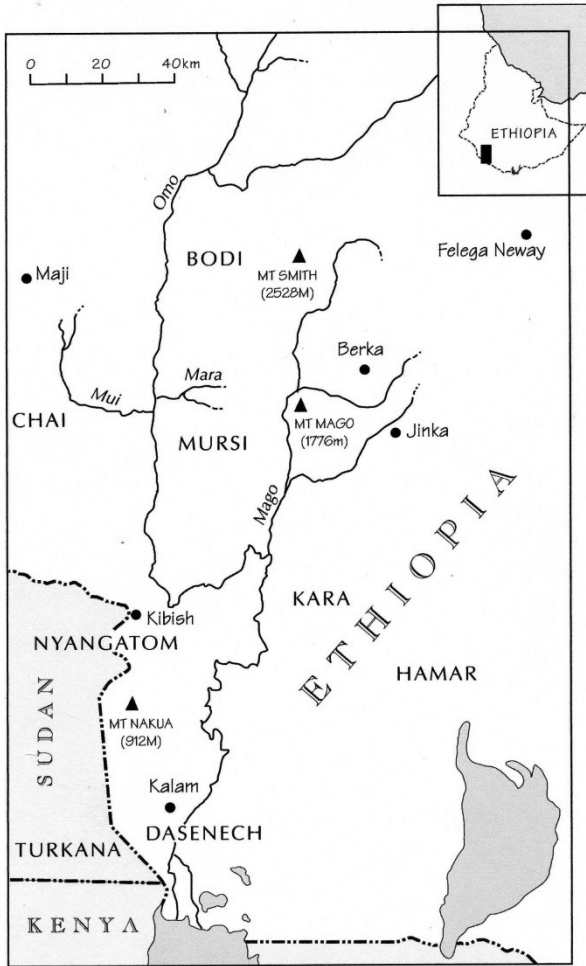 0 20 40km
ETHIOPIA
Omo
BODI
MT SMITH
(2528M)
Felega Neway
Maji
Berka
Mara
Mui
CHAI
MT MAGO
(1776m)
Jinka
MURSI
Mago
ETHIOPIA
KARA
Kibish
NYANGATOM
HAMAR
SUDAN
MT NAKUA
(912M)
Kalam
DASENECH
TURKANA
KENYA